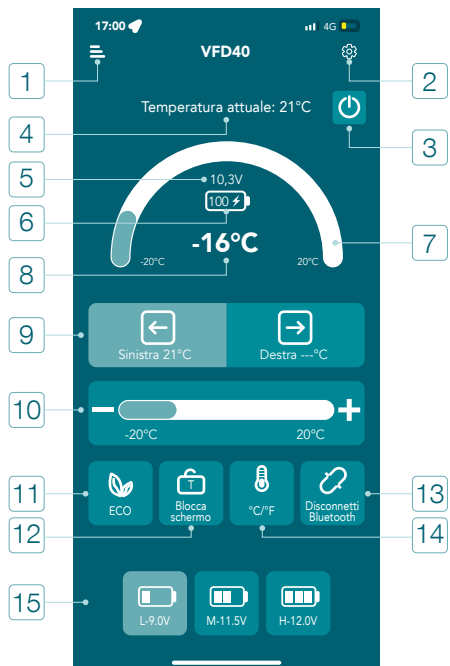 17:00 4G
VFD40
1
2
Temperatura attuale: 21°C
3
4
5
10,3V
6
100
7
-16°C
8
-20°C 20°C
9
Sinistra 21°C Destra ---°C
10
-20°C 20°C
11
ECO
T
Blocca
schermo
°C/°F
Disconnetti
Bluetooth
13
12
14
15
L-9.0V M-11.5V H-12.0V